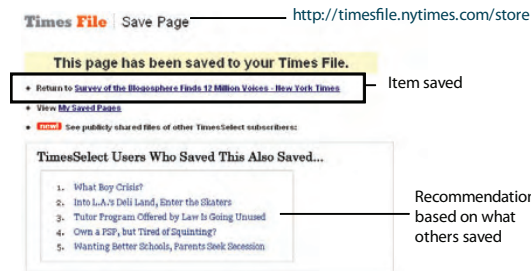 Times File | Save Page
http://timesfile.nytimes.com/store
This page has been saved to your Times File.
• Return to Survey of the Blogosphere Finds 12 Million Voices - New York Times
Item saved
• View My Saved Pages
• new! See publicly shared files of other TimesSelect subscribers:
TimesSelect Users Who Saved This Also Saved...
1. What Boy Crisis?
2. Into L.A.'s Deli Land, Enter the Skaters
3. Tutor Program Offered by Law Is Going Unused
4. Own a PSP, but Tired of Squinting?
5. Wanting Better Schools, Parents Seek Secession
Recommendation
based on what
others saved